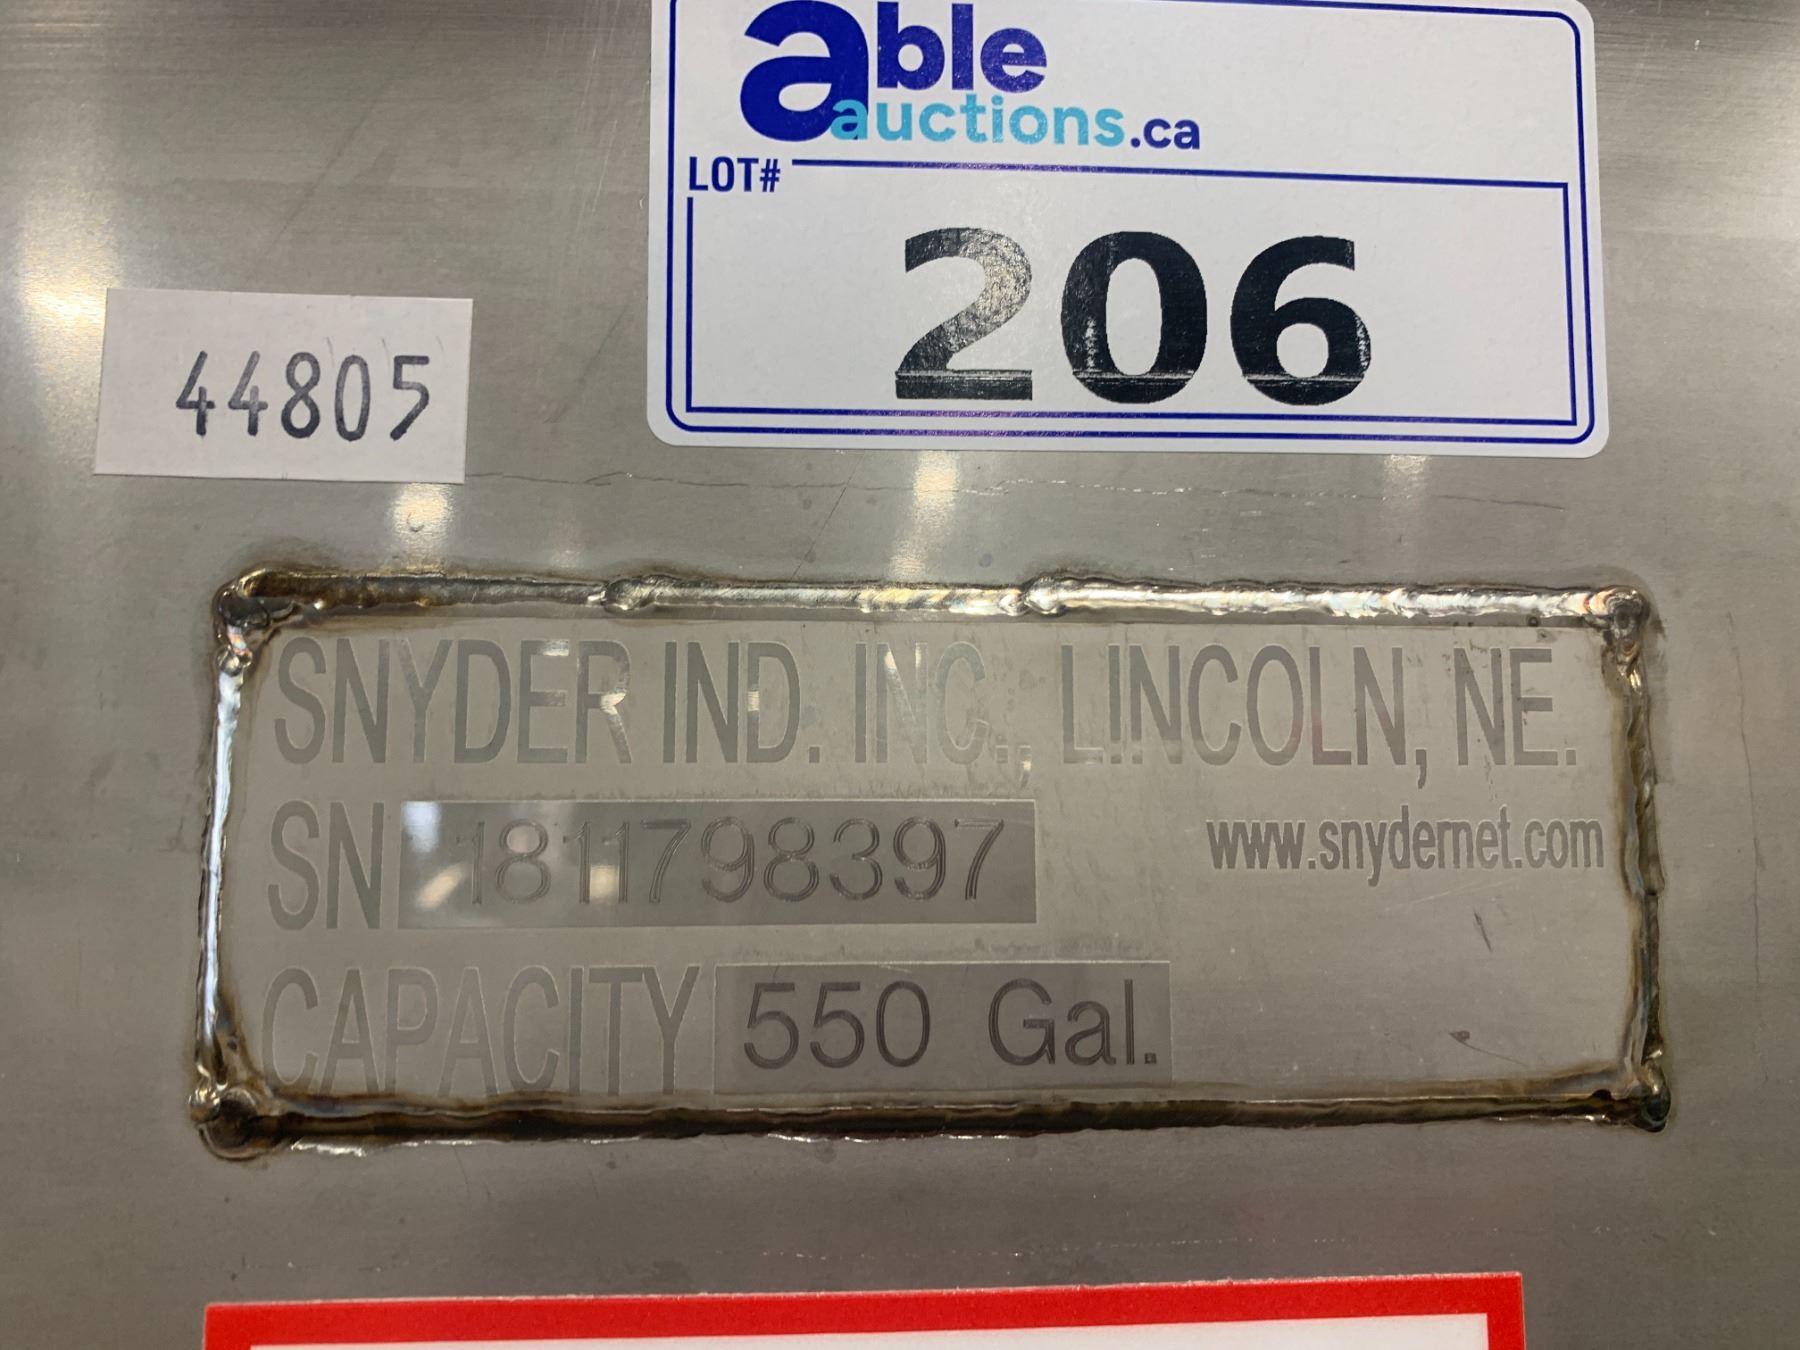 able
auctions.ca
LOT#
206
44805
SNYDER IND. INC., LINCOLN, NE.
SN 1811798397
www.snydernet.com
CAPACITY 550 Gal.